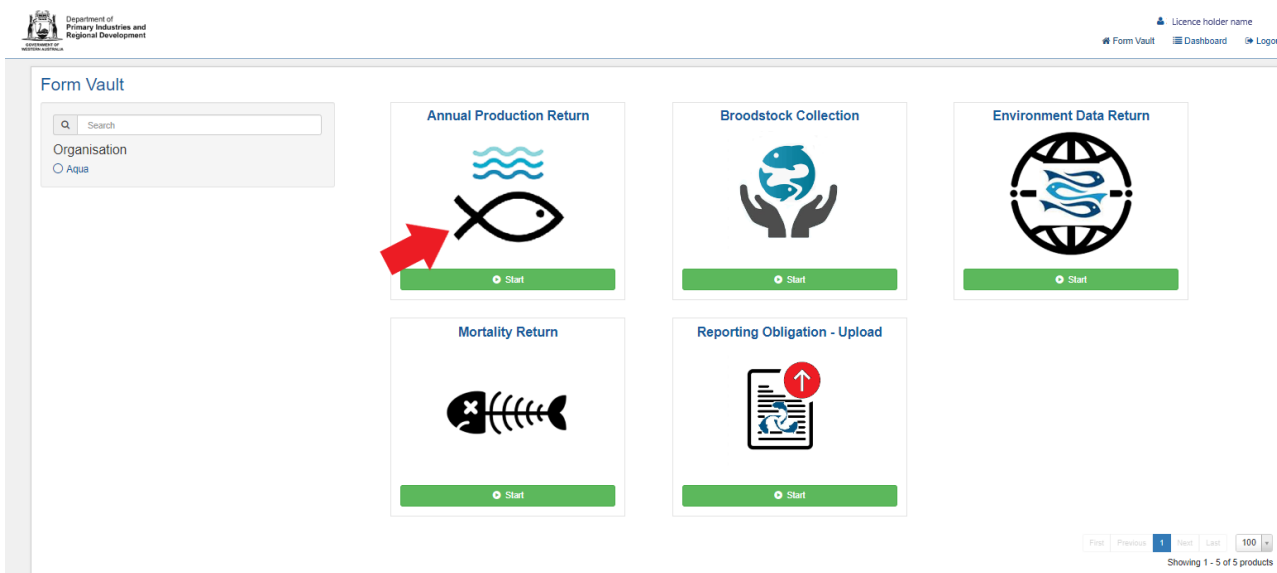 Department of
Primary Industries and
Regional Development
GOVERNMENT OF
WESTERN AUSTRALIA
Licence holder name
Form Vault Dashboard Logou
Form Vault
Search
Organisation
Aqua
Annual Production Return
Start
Broodstock Collection
Start
Environment Data Return
Start
Mortality Return
Start
Reporting Obligation - Upload
Start
First Previous 1 Next Last 100
Showing 1 - 5 of 5 products